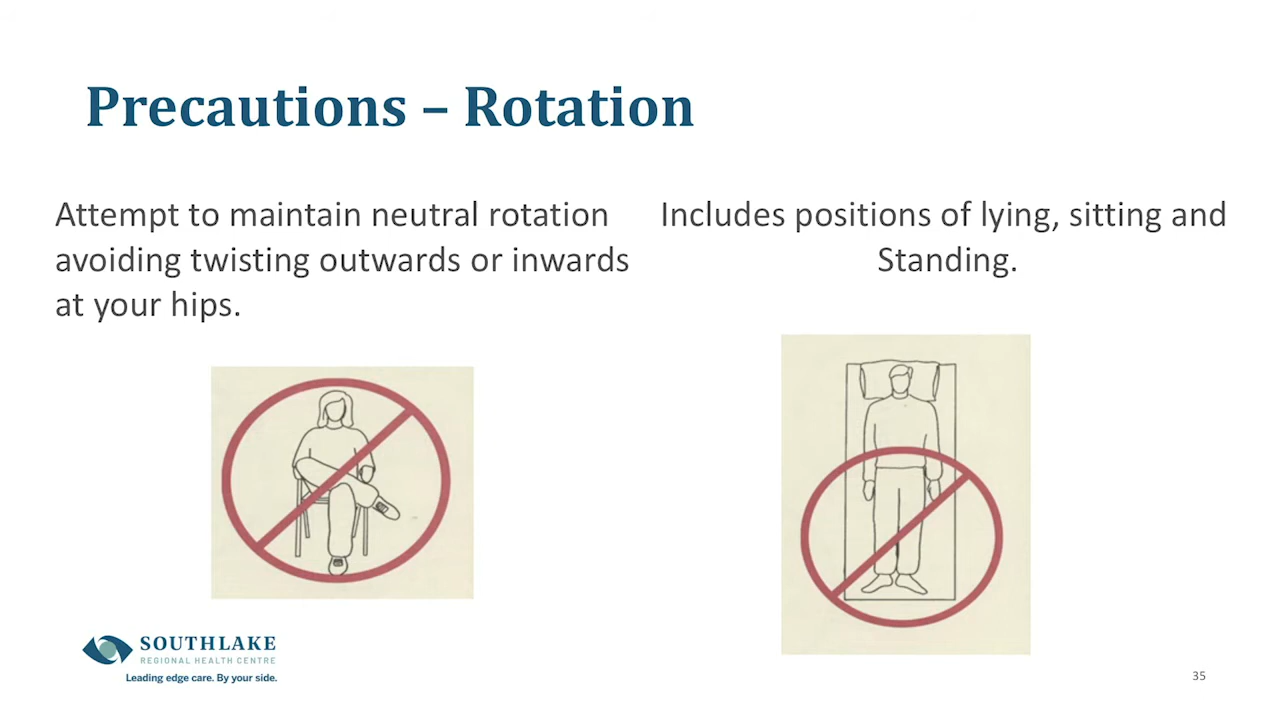 Precautions – Rotation
Attempt to maintain neutral rotation
avoiding twisting outwards or inwards
at your hips.
Includes positions of lying, sitting and
Standing.
SOUTHLAKE
REGIONAL HEALTH CENTRE
Leading edge care. By your side.
35